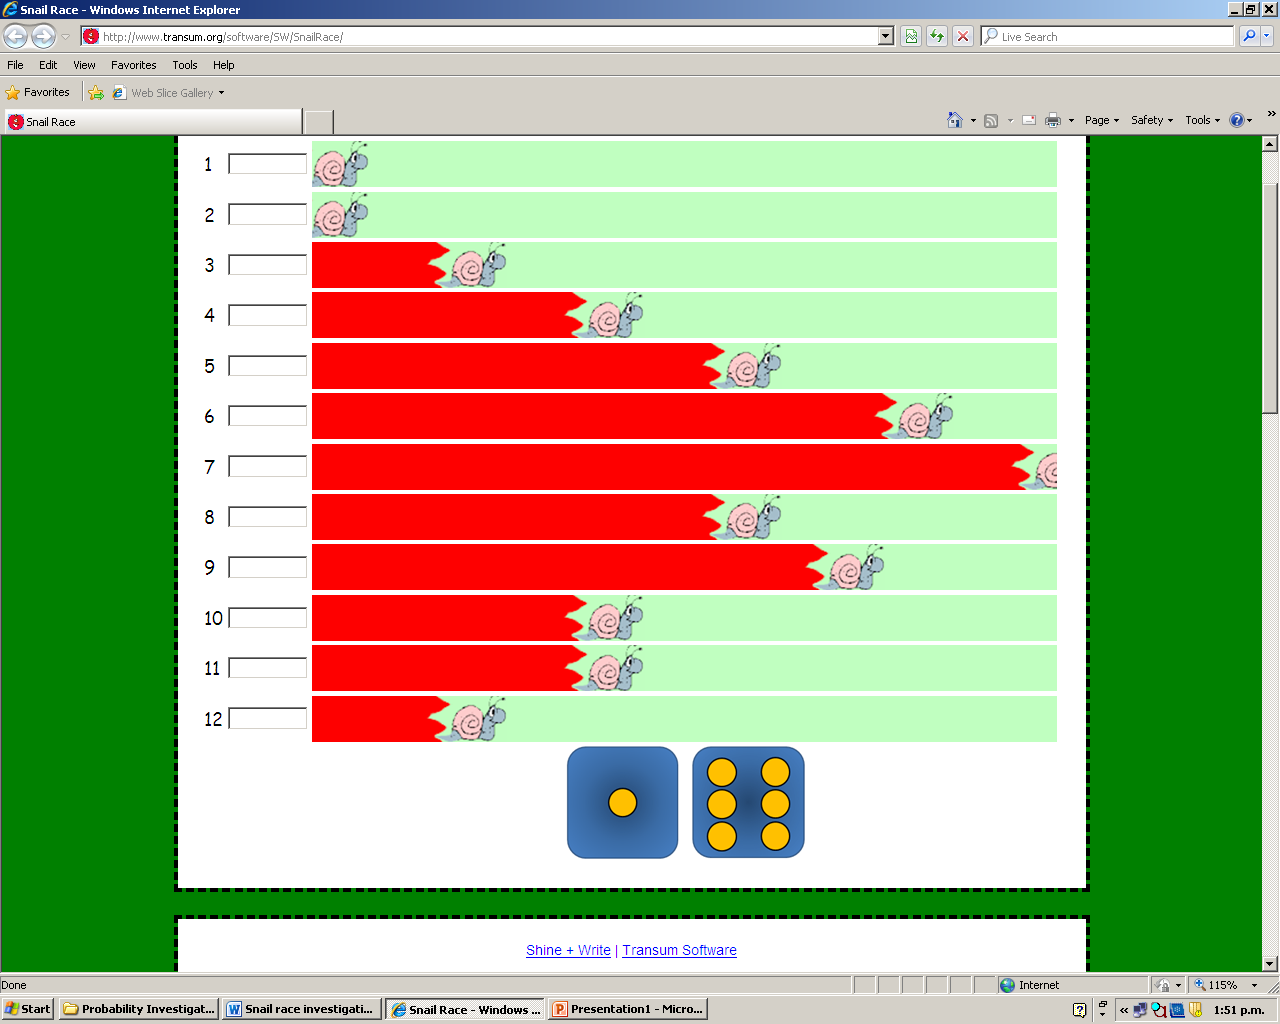 Snail Race - Windows Internet Explorer
http://www.transum.org/software/SW/SnailRace/
Live Search
File Edit View Favorites Tools Help
Favorites Web Slice Gallery
Snail Race
Page Safety Tools »
1
2
3
4
5
6
7
8
9
10
11
12
Shine + Write | Transum Software
Done Internet 115%
Start Probability Investigat... Snail race investigati... Snail Race - Windows ... Presentation1 - Micro... « 1:51 p.m.